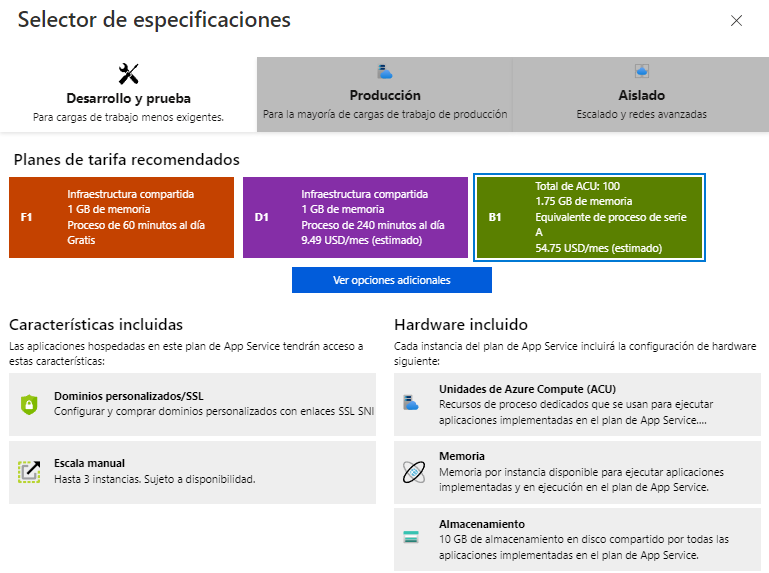 Selector de especificaciones
Desarrollo y prueba
Para cargas de trabajo menos exigentes.
Producción
Para la mayoría de cargas de trabajo de producción
Aislado
Escalado y redes avanzadas
Planes de tarifa recomendados
F1
Infraestructura compartida
1 GB de memoria
Proceso de 60 minutos al día
Gratis
D1
Infraestructura compartida
1 GB de memoria
Proceso de 240 minutos al día
9.49 USD/mes (estimado)
B1
Total de ACU: 100
1.75 GB de memoria
Equivalente de proceso de serie
A
54.75 USD/mes (estimado)
Ver opciones adicionales
Características incluidas
Las aplicaciones hospedadas en este plan de App Service tendrán acceso a
estas características:
Dominios personalizados/SSL
Configurar y comprar dominios personalizados con enlaces SSL SNI
Escala manual
Hasta 3 instancias. Sujeto a disponibilidad.
Hardware incluido
Cada instancia del plan de App Service incluirá la configuración de hardware
siguiente:
Unidades de Azure Compute (ACU)
Recursos de proceso dedicados que se usan para ejecutar
aplicaciones implementadas en el plan de App Service....
Memoria
Memoria por instancia disponible para ejecutar aplicaciones
implementadas y en ejecución en el plan de App Service.
Almacenamiento
10 GB de almacenamiento en disco compartido por todas las
aplicaciones implementadas en el plan de App Service.